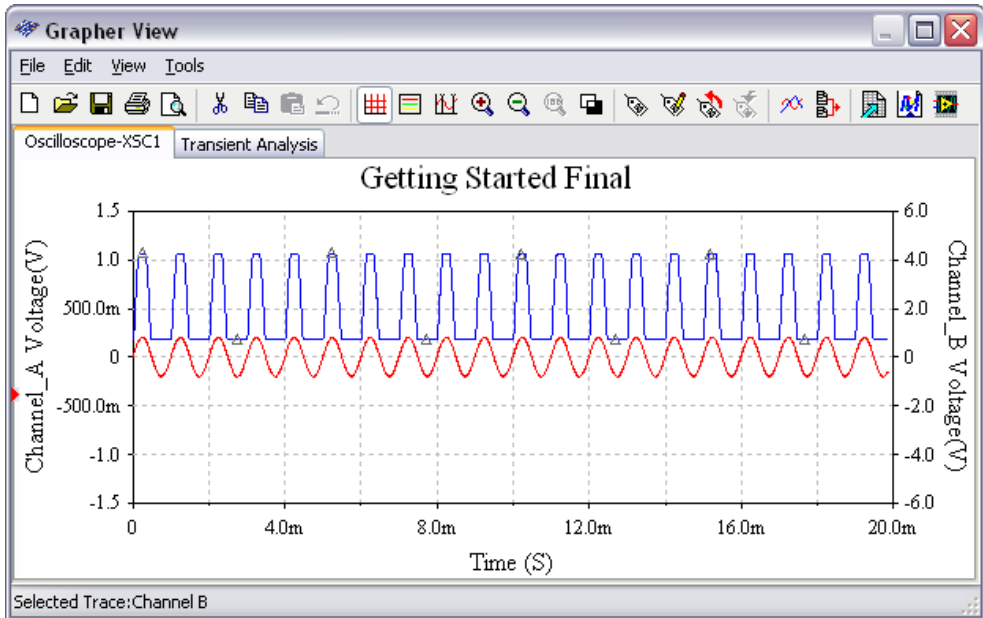 Grapher View
File Edit View Tools
Oscilloscope-XSC1 Transient Analysis
Getting Started Final
Channel_A Voltage(V)
1.5
1.0
500.0m
0
-500.0m
-1.0
-1.5
6.0
4.0
2.0
0
-2.0
-4.0
-6.0
Channel_B Voltage(V)
0 4.0m 8.0m 12.0m 16.0m 20.0m
Time (S)
Selected Trace:Channel B